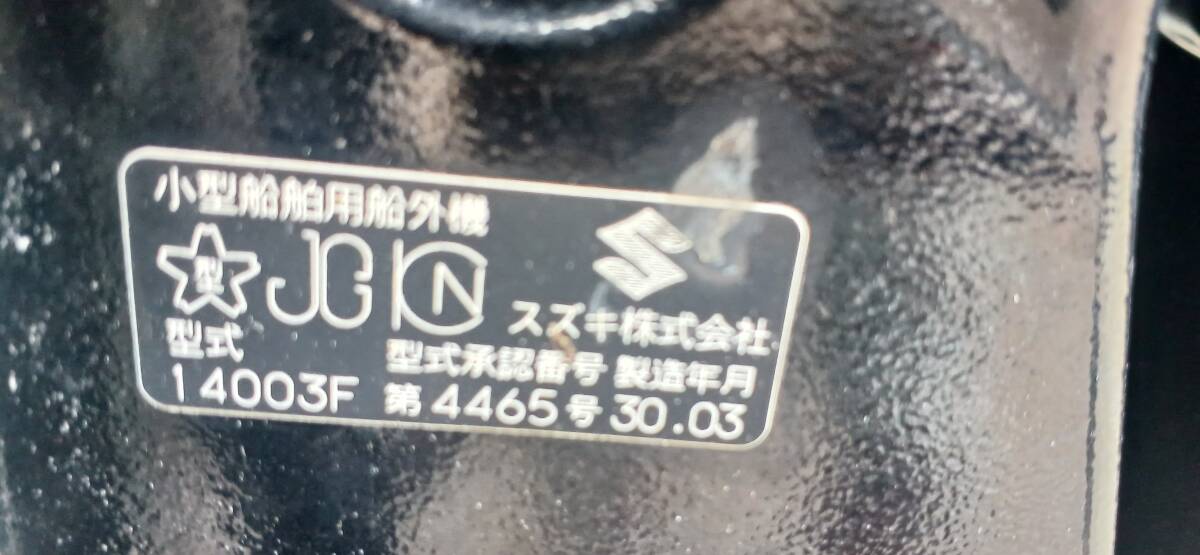 小型船舶用船外機
型 JG CN
スズキ株式会社
型式 型式承認番号 製造年月
14003F 第4465号 30.03